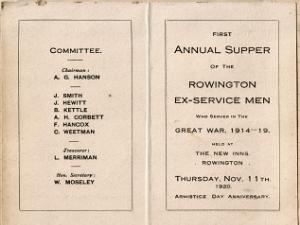 COMMITTEE.
Chairman:
A. G. HANSON
J. SMITH
J. HEWITT
B. KETTLE
A. H. CORBETT
F. HANCOX
C. WEETMAN
Treasurer:
L. MERRIMAN
Hon. Secretary:
W. MOSELEY
FIRST
ANNUAL SUPPER
OF THE
ROWINGTON
EX-SERVICE MEN
WHO SERVED IN THE
GREAT WAR, 1914-19.
HELD AT
THE NEW INNS,
ROWINGTON,
THURSDAY, NOV. 11TH.
1920.
ARMISTICE DAY ANNIVERSARY.